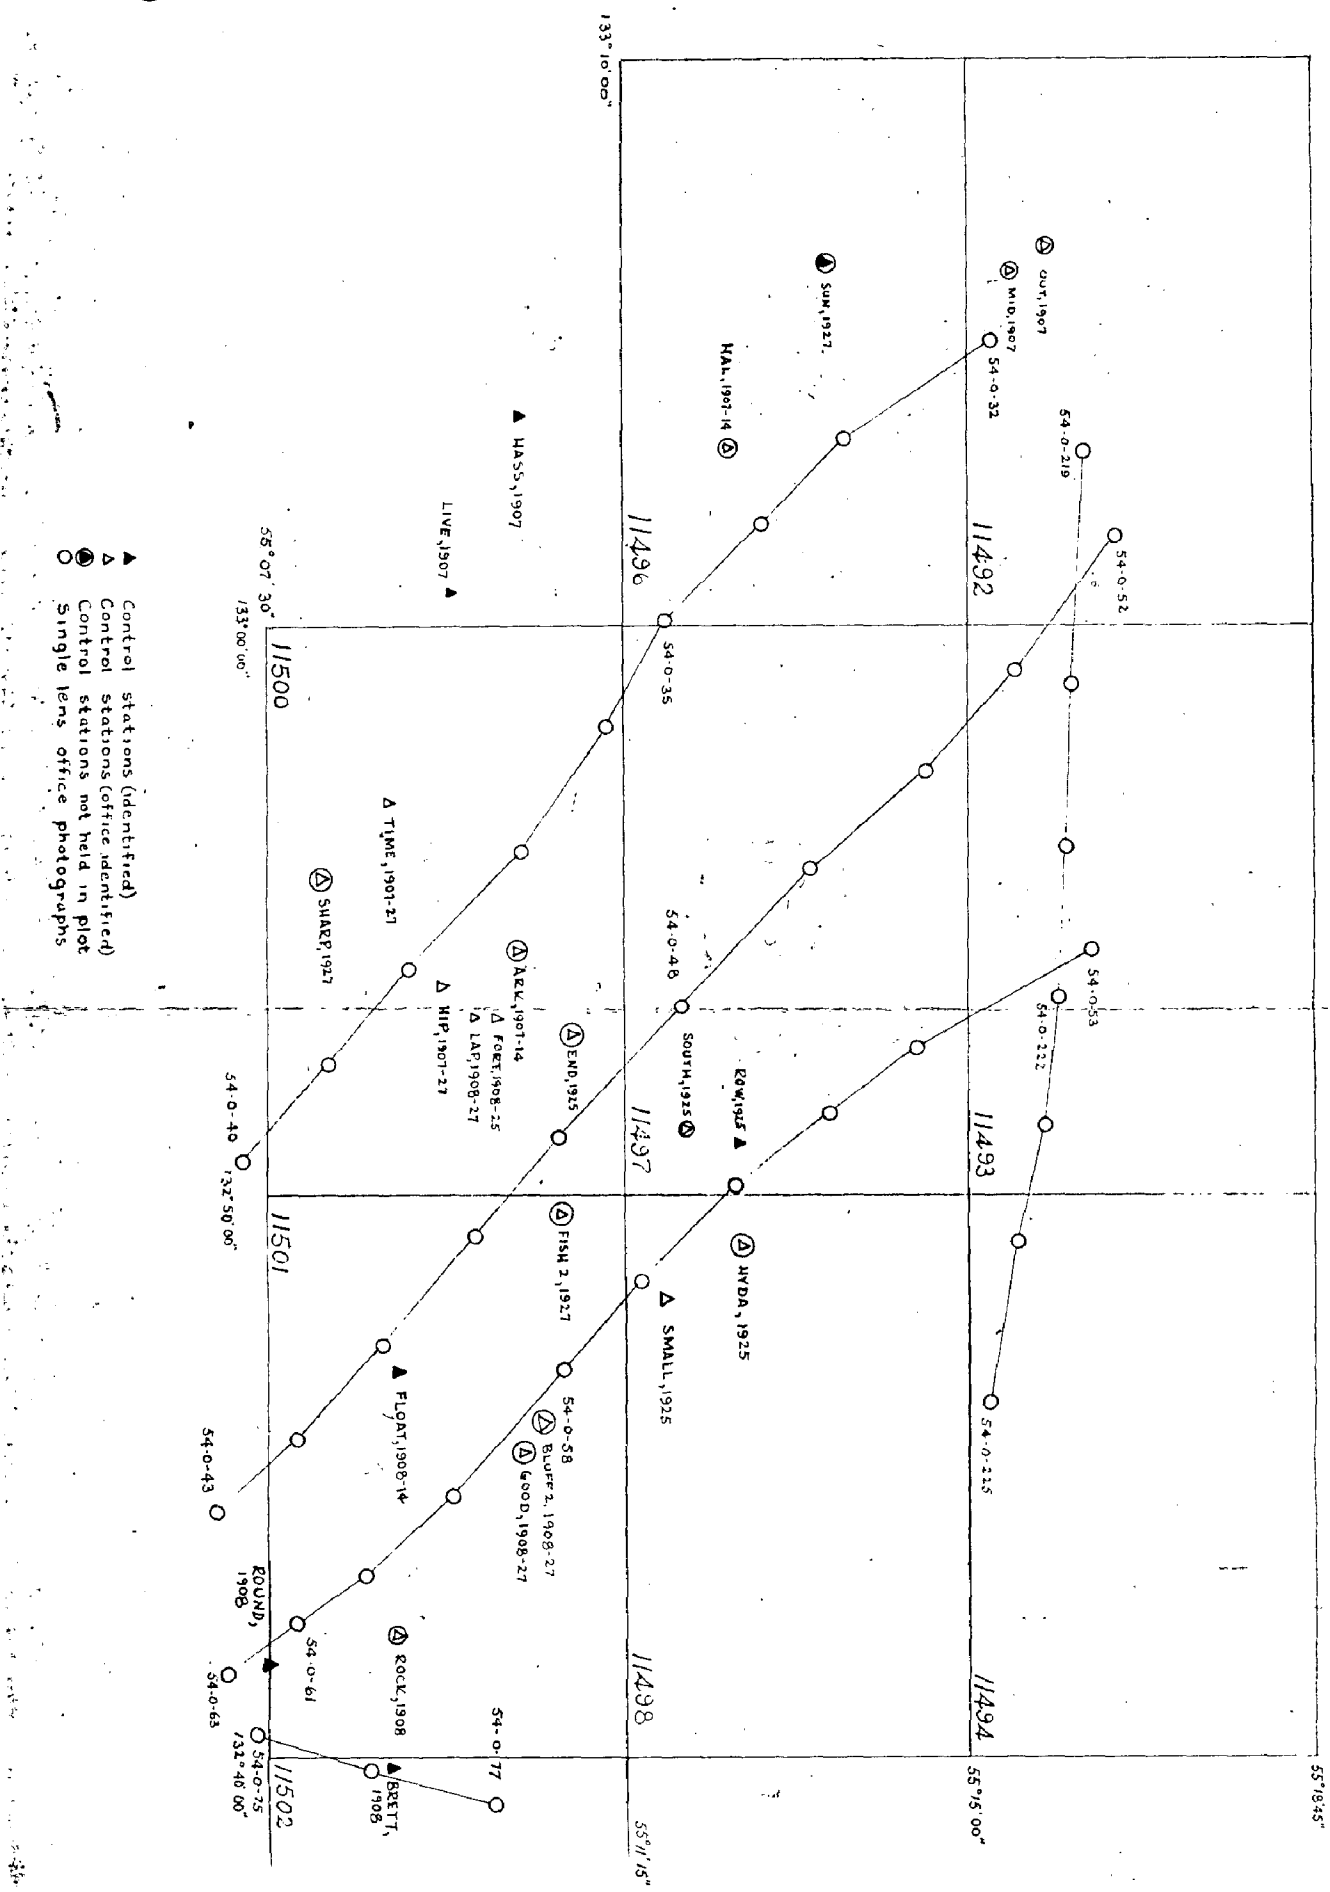 133° 10' 00"
55° 18' 45"
OUT, 1907
MID, 1907
SUN, 1927
HAL, 1907-14
54-0-32
54-0-219
54-0-52
HASS, 1907
LIVE, 1907
11496
11492
55° 07' 30"
133° 00' 00"
11500
54-0-35
TIME, 1907-27
SHARP, 1927
54-0-48
54-0-53
54-0-222
ARK, 1907-14
HIP, 1907-27
FORT, 1908-25
LAP, 1908-27
END, 1925
SOUTH, 1925
ROW, 1925
54-0-40
132° 50' 00"
11497
11493
11501
FISH 2, 1927
HYDA, 1925
SMALL, 1925
FLOAT, 1908-14
54-0-58
BLUFF 2, 1908-27
GOOD, 1908-27
54-0-225
54-0-43
ROUND,
1908
54-0-61
54-0-63
ROCK, 1908
54-0-77
11498
11494
54-0-75
132° 40' 00"
11502
BRETT,
1908
55° 11' 15"
55° 15' 00"
Control stations (identified)
Control stations (office identified)
Control stations not held in plot
Single lens office photographs